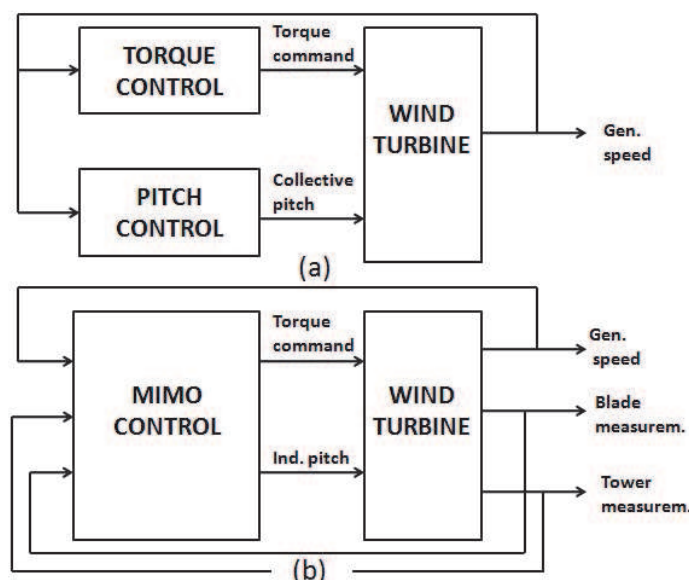 TORQUE
CONTROL
Torque
command
WIND
TURBINE
Gen.
speed
PITCH
CONTROL
Collective
pitch
(a)
MIMO
CONTROL
Torque
command
Ind. pitch
WIND
TURBINE
Gen.
speed
Blade
measurem.
Tower
measurem.
(b)